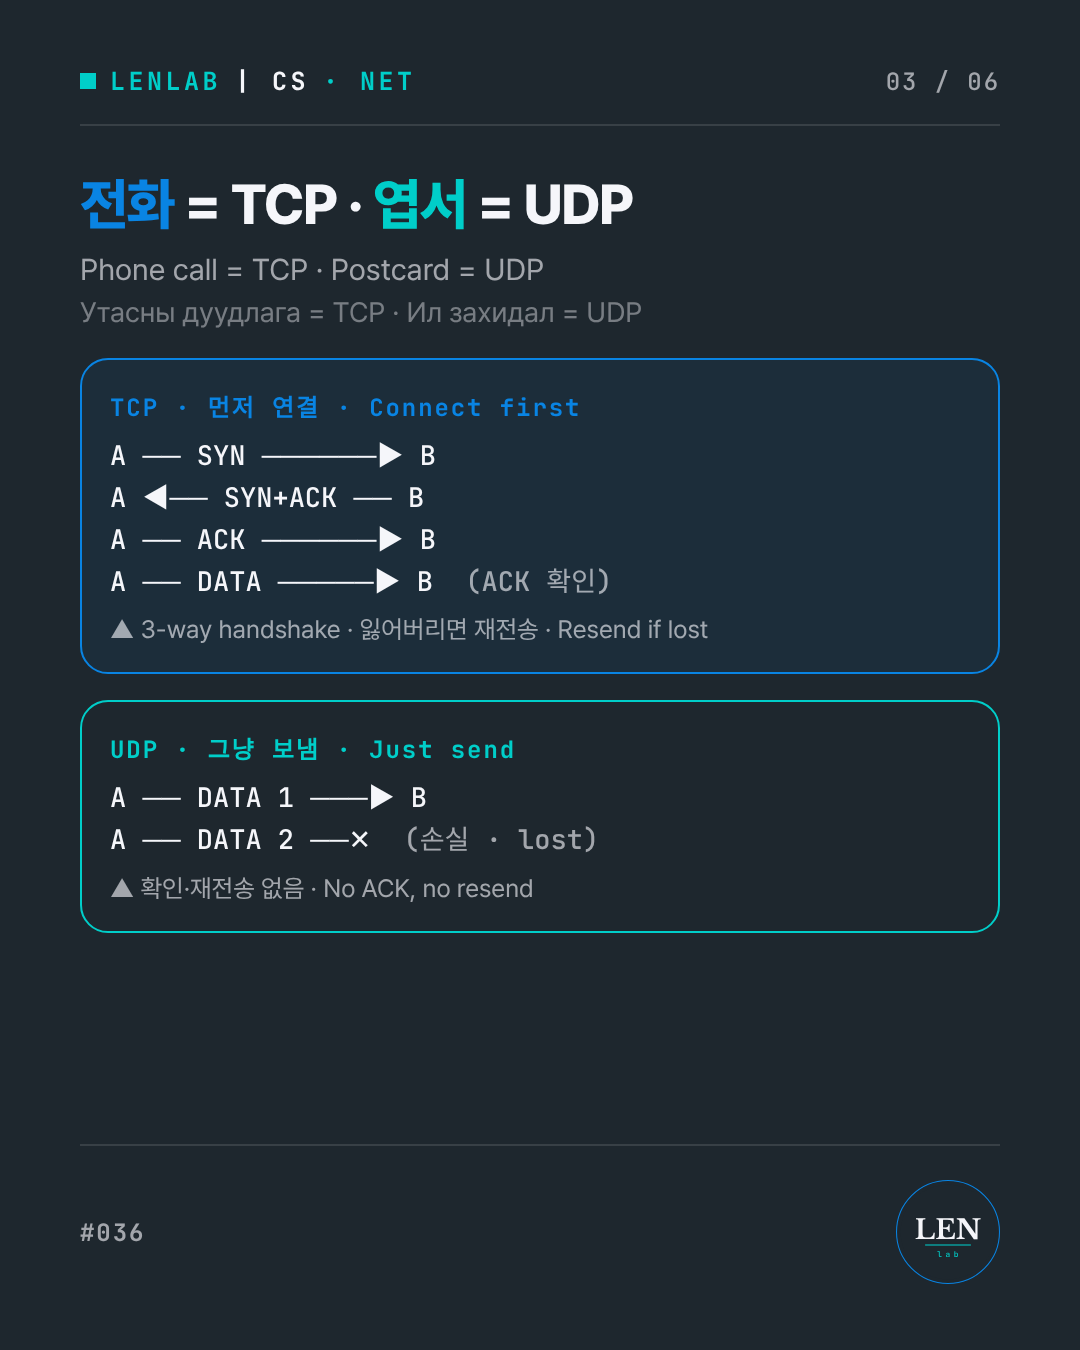 LENLAB | CS · NET
03 / 06
전화 = TCP · 엽서 = UDP
Phone call = TCP · Postcard = UDP
Утасны дуудлага = TCP · Ил захидал = UDP
TCP · 먼저 연결 · Connect first
A ── SYN ──────▶ B
A ◀── SYN+ACK ── B
A ── ACK ──────▶ B
A ── DATA ─────▶ B (ACK 확인)
▲ 3-way handshake · 잃어버리면 재전송 · Resend if lost
UDP · 그냥 보냄 · Just send
A ── DATA 1 ───▶ B
A ── DATA 2 ──✕ (손실 · lost)
▲ 확인·재전송 없음 · No ACK, no resend
#036
LEN
lab